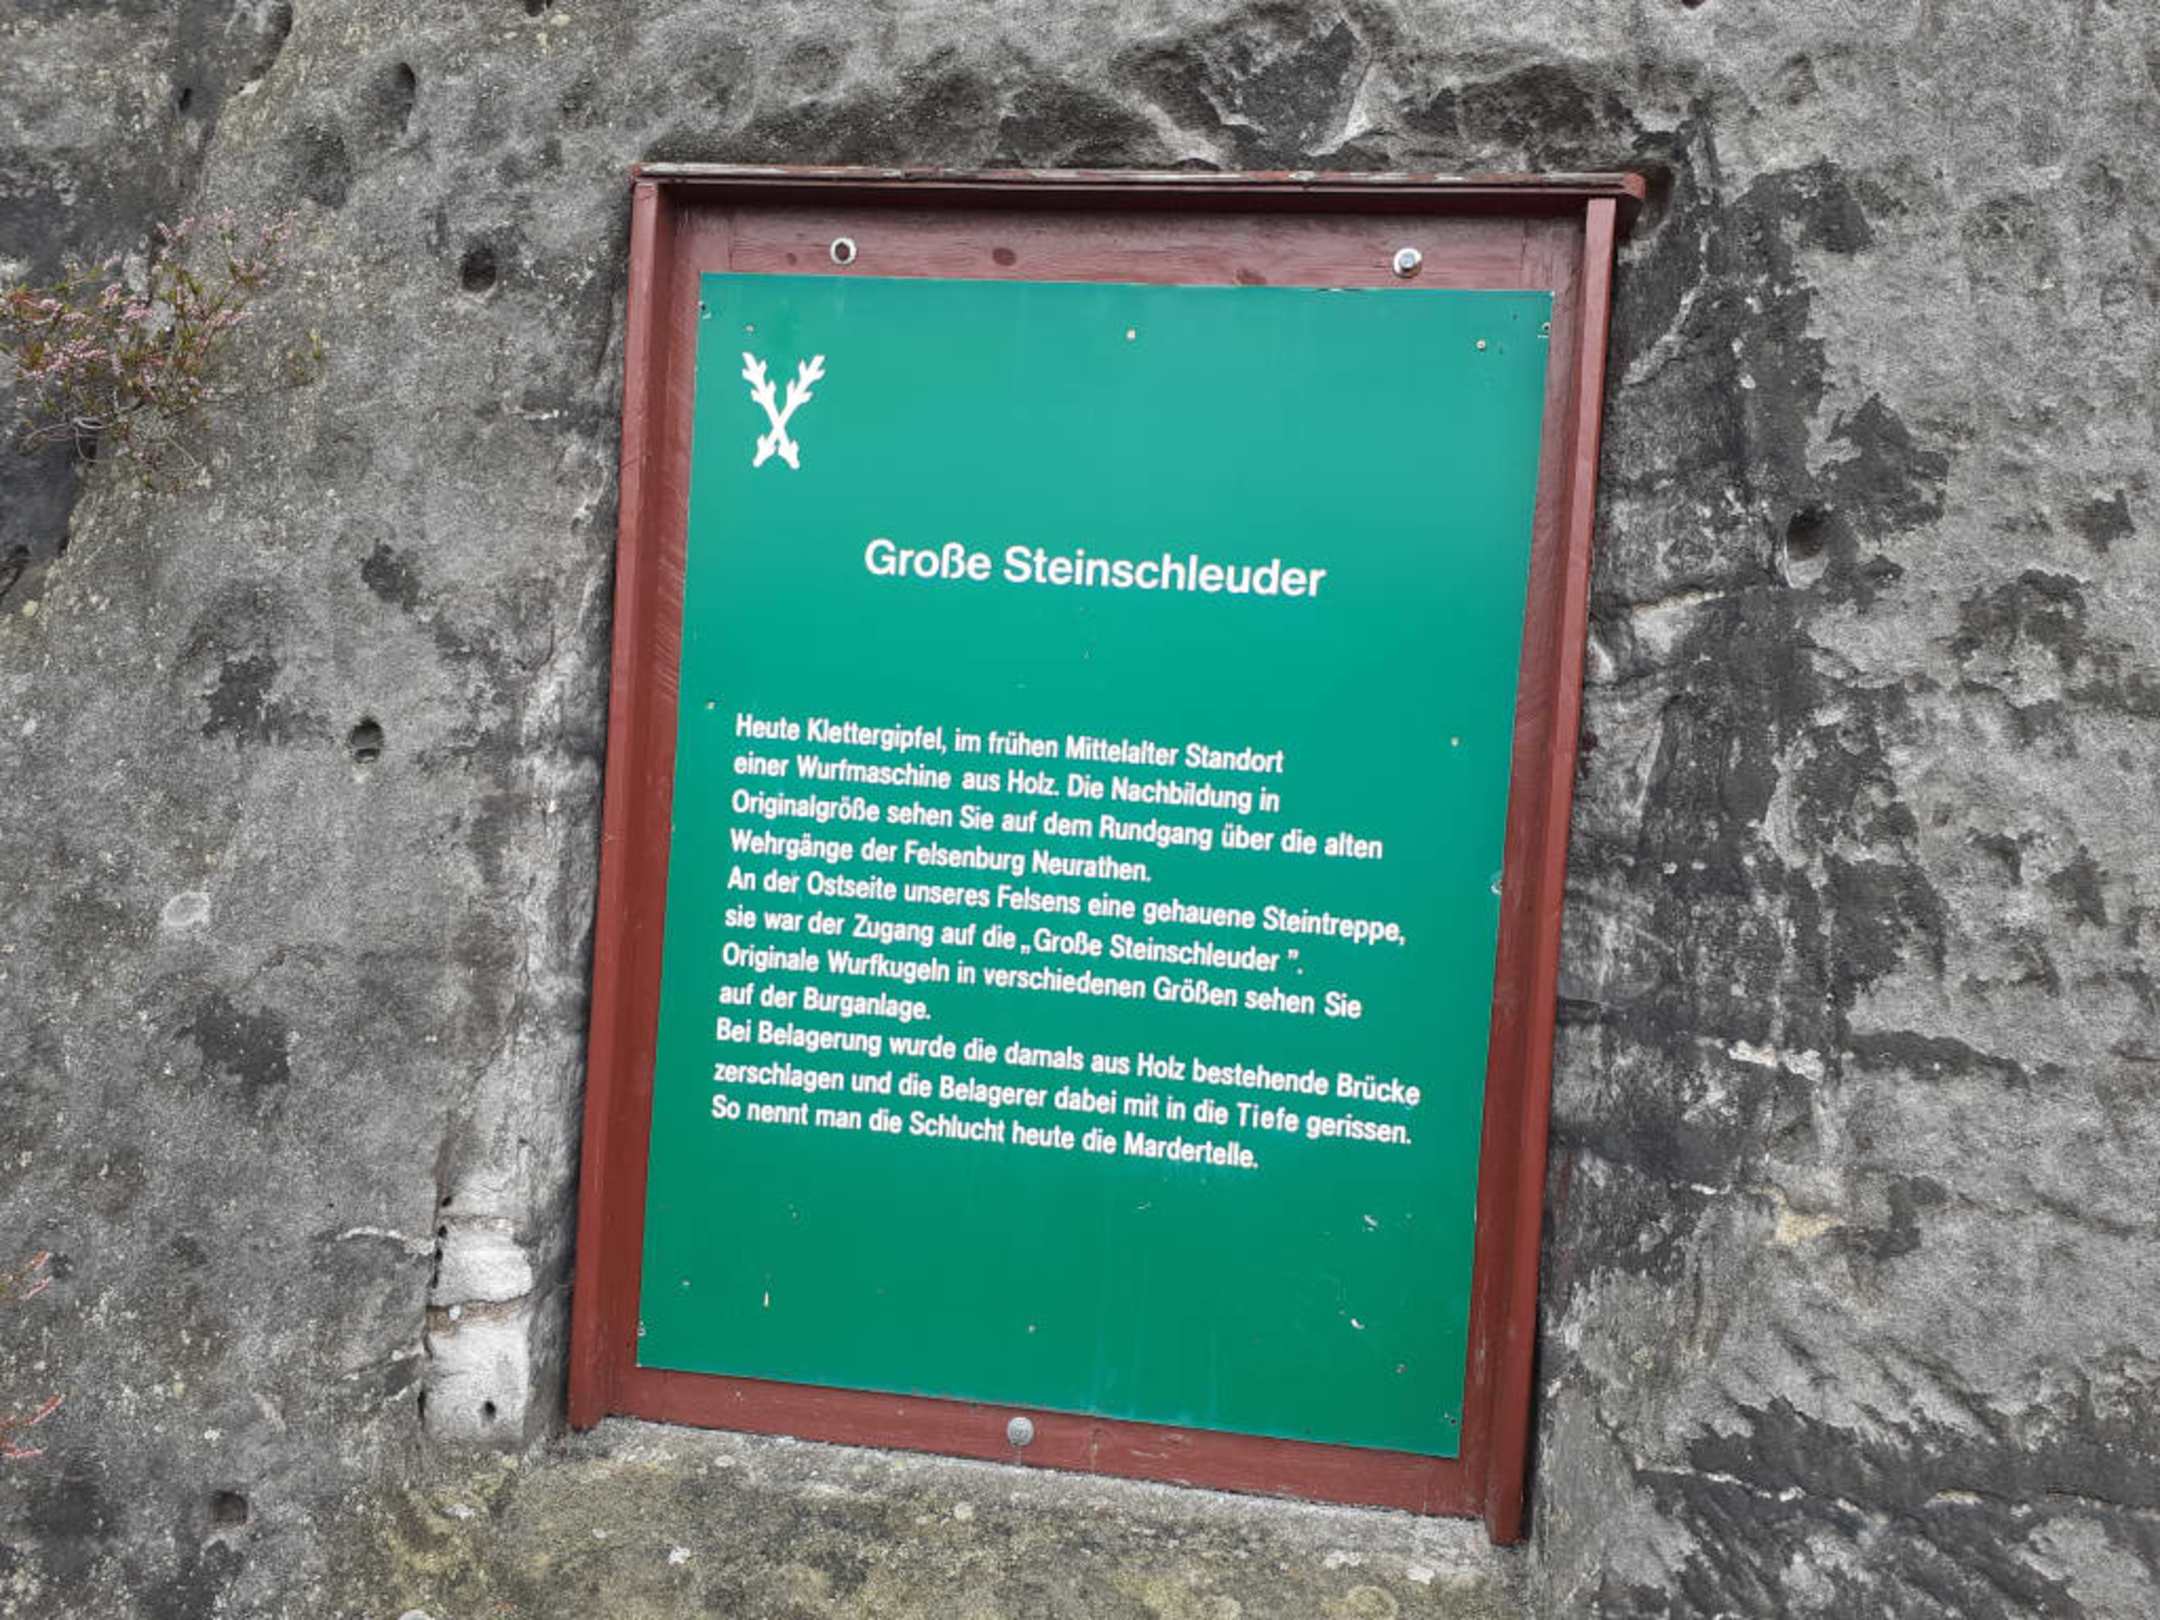 Große Steinschleuder
Heute Klettergipfel, im frühen Mittelalter Standort
einer Wurfmaschine aus Holz. Die Nachbildung in
Originalgröße sehen Sie auf dem Rundgang über die alten
Wehrgänge der Felsenburg Neurathen.
An der Ostseite unseres Felsens eine gehauene Steintreppe,
sie war der Zugang auf die „Große Steinschleuder ”.
Originale Wurfkugeln in verschiedenen Größen sehen Sie
auf der Burganlage.
Bei Belagerung wurde die damals aus Holz bestehende Brücke
zerschlagen und die Belagerer dabei mit in die Tiefe gerissen.
So nennt man die Schlucht heute die Mardertelle.